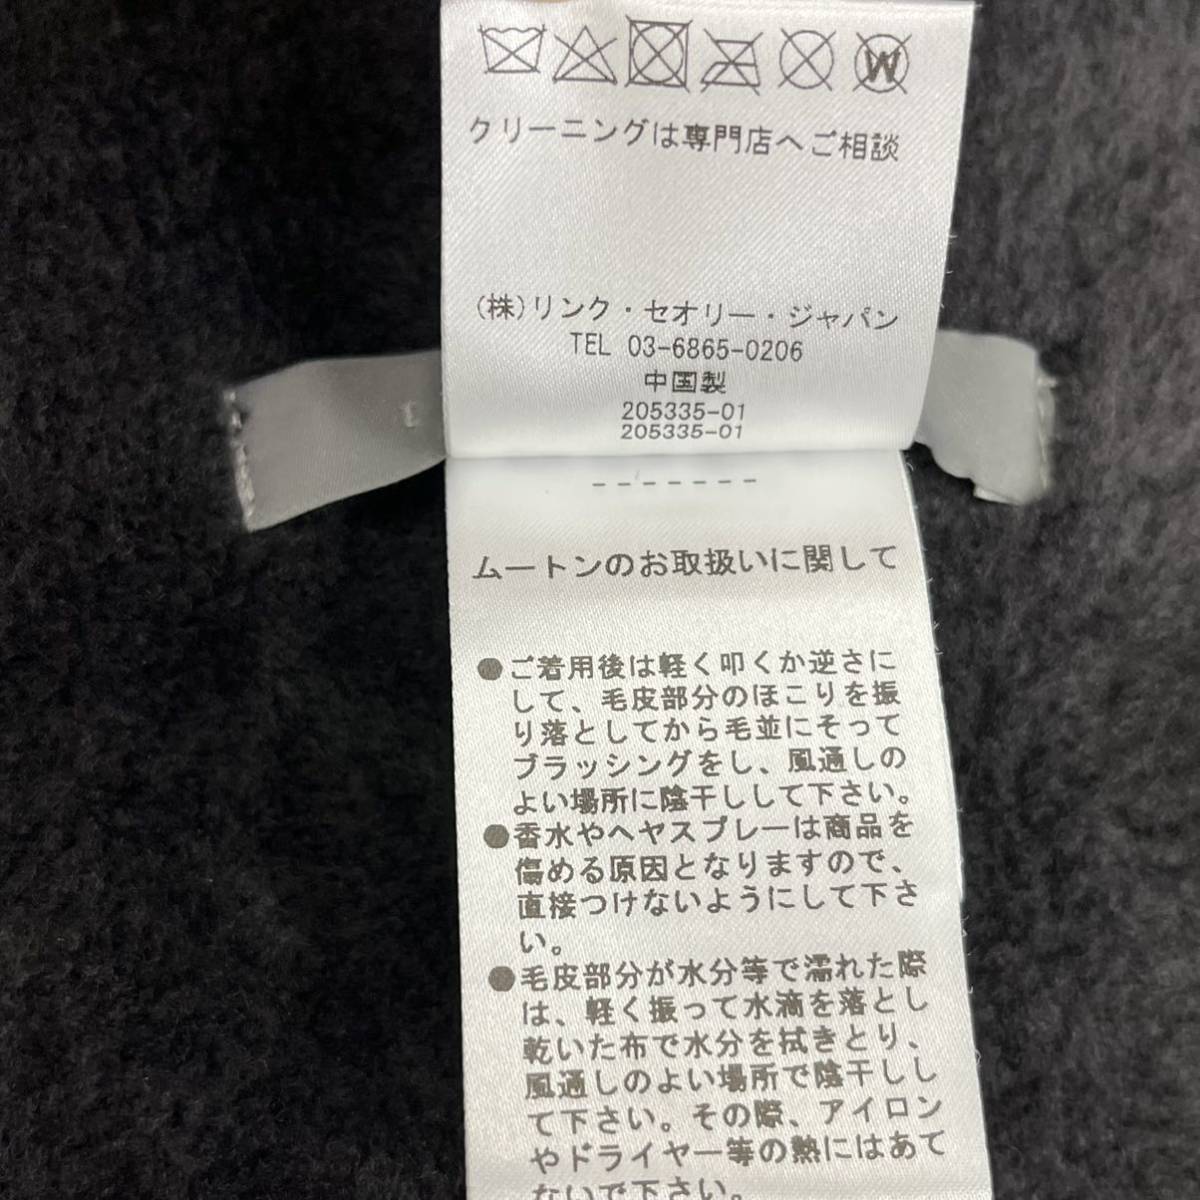 クリーニングは専門店へご相談
(株)リンク・セオリー・ジャパン
TEL 03-6865-0206
中国製
205335-01
205335-01
-------
ムートンのお取扱いに関して
●ご着用後は軽く叩くか逆さに
して、毛皮部分のほこりを振
り落としてから毛並にそって
ブラッシングをし、風通しの
よい場所に陰干しして下さい。
●香水やヘヤスプレーは商品を
傷める原因となりますので、
直接つけないようにして下さ
い。
●毛皮部分が水分等で濡れた際
は、軽く振って水滴を落とし
乾いた布で水分を拭きとり、
風通しのよい場所で陰干しし
て下さい。その際、アイロン
やドライヤー等の熱にはあて
ないで下さい。